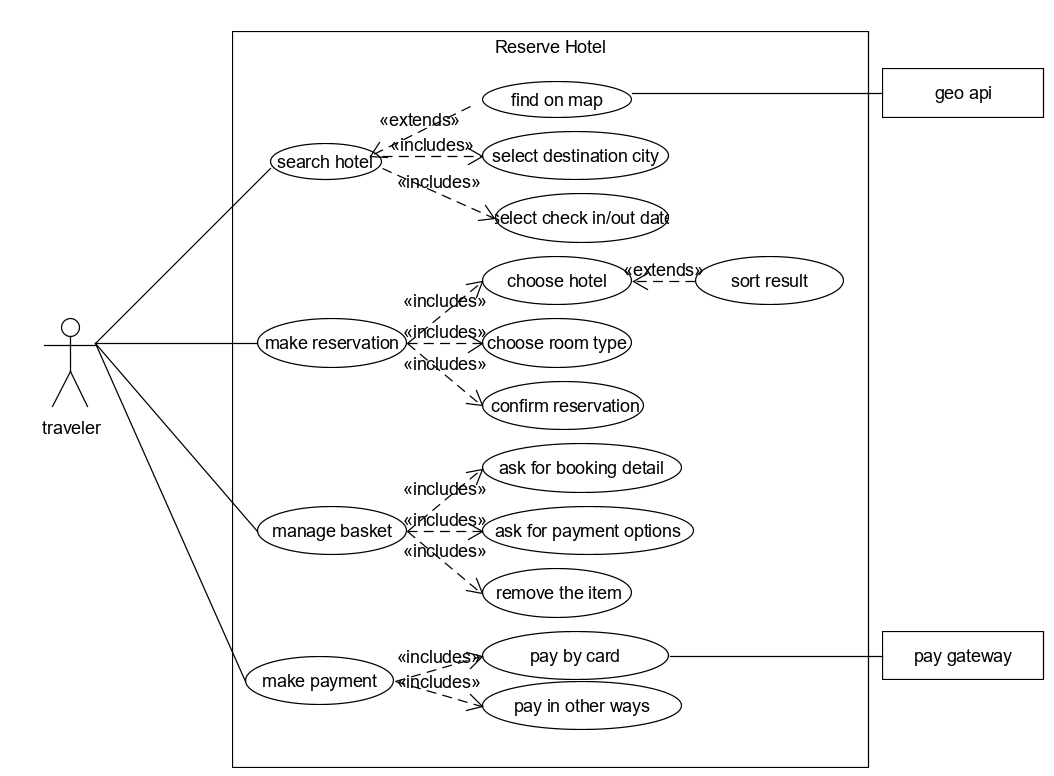 Reserve Hotel
find on map
geo api
«extends»
«includes»
select destination city
search hotel
«includes»
select check in/out date
choose hotel
«extends»
sort result
«includes»
«includes»
make reservation
choose room type
«includes»
confirm reservation
traveler
ask for booking detail
«includes»
«includes»
manage basket
ask for payment options
«includes»
remove the item
«includes»
pay by card
pay gateway
make payment
«includes»
pay in other ways